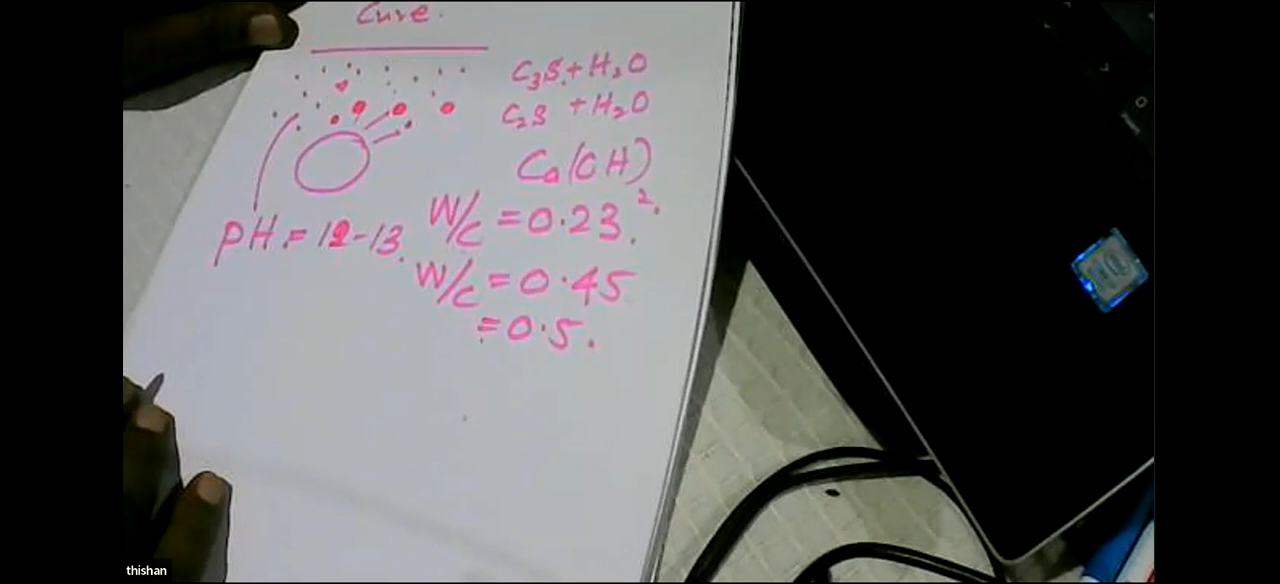 Cure.
C₃S + H₂O
C₂S + H₂O
Ca(OH)₂.
W/c = 0.23.
pH = 12-13.
W/c = 0.45
= 0.5.
thishan